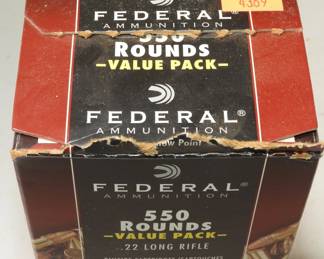 4309
FEDERAL®
AMMUNITION
550
ROUNDS
–VALUE PACK–
FEDERAL®
AMMUNITION
Point
FEDERAL®
AMMUNITION
550
ROUNDS
–VALUE PACK–
.22 LONG RIFLE